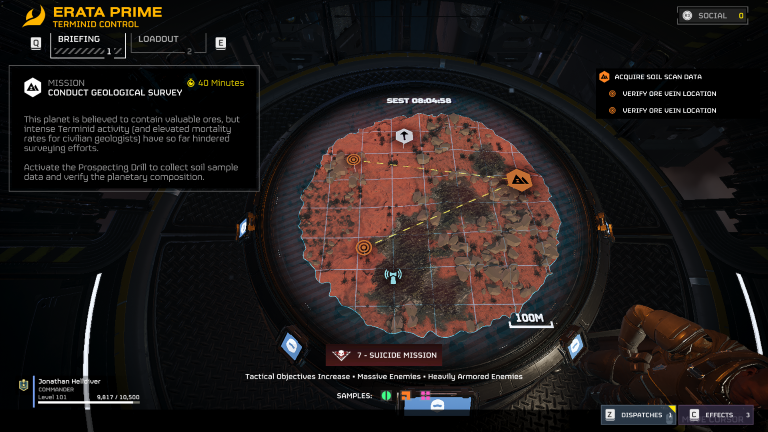 ERATA PRIME
TERMINID CONTROL
Q
BRIEFING
1
LOADOUT
2
E
SOCIAL 0
MISSION
40 Minutes
CONDUCT GEOLOGICAL SURVEY
This planet is believed to contain valuable ores, but
intense Terminid activity (and elevated mortality
rates for civilian geologists) have so far hindered
surveying efforts.
Activate the Prospecting Drill to collect soil sample
data and verify the planetary composition.
ACQUIRE SOIL SCAN DATA
VERIFY ORE VEIN LOCATION
VERIFY ORE VEIN LOCATION
SEST 08:04:58
100M
7 - SUICIDE MISSION
Tactical Objectives Increase • Massive Enemies • Heavily Armored Enemies
SAMPLES:
Jonathan Helldiver
COMMANDER
Level 101
9,817 / 10,500
Z DISPATCHES 1
C EFFECTS 3
CURSOR